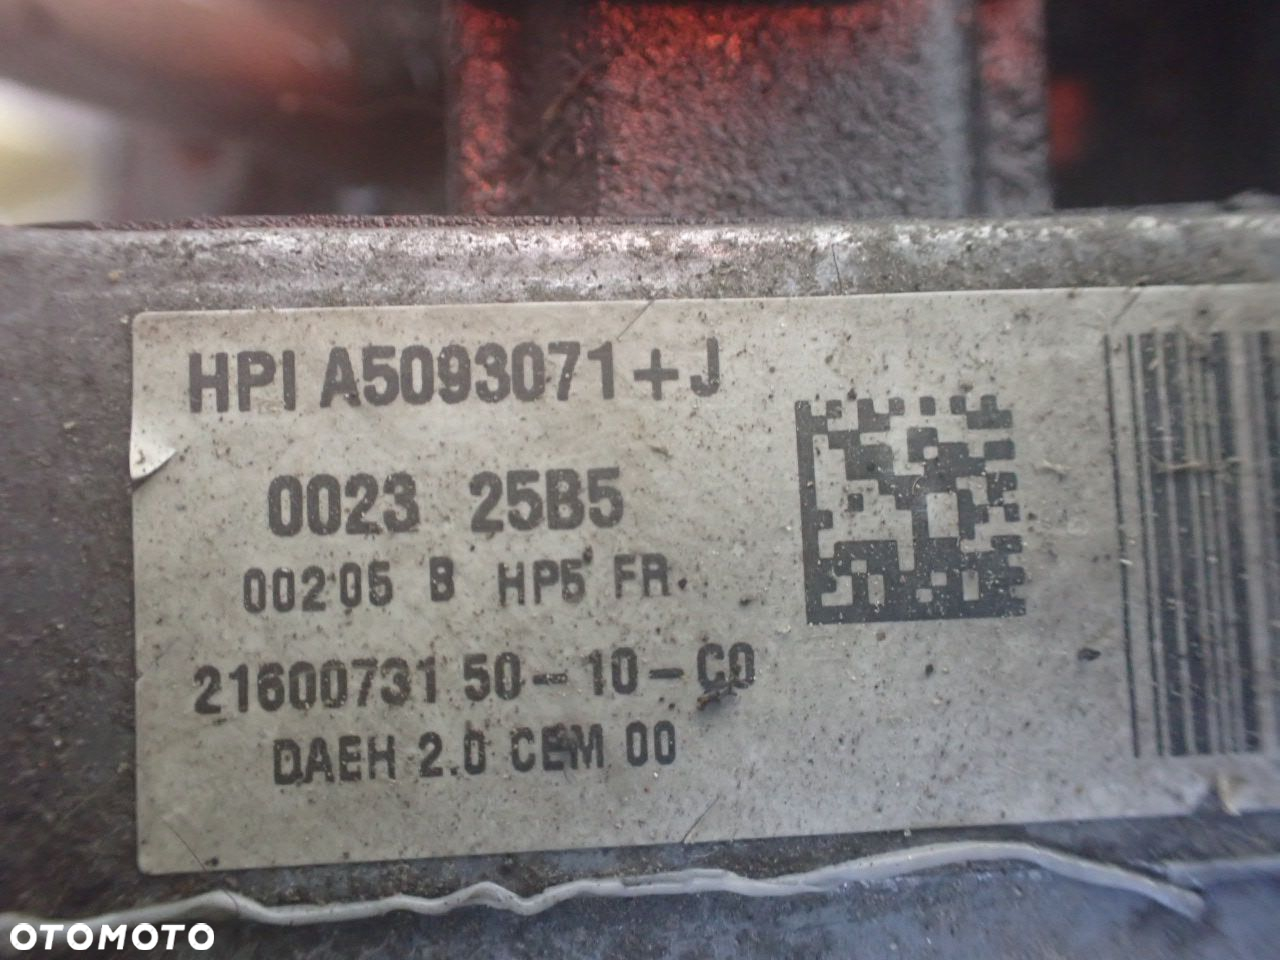 HPI A5093071+J
0023 25B5
00205 B HP5 FR.
21600731 50-10-C0
DAEH 2.0 CEM 00
OTOMOTO